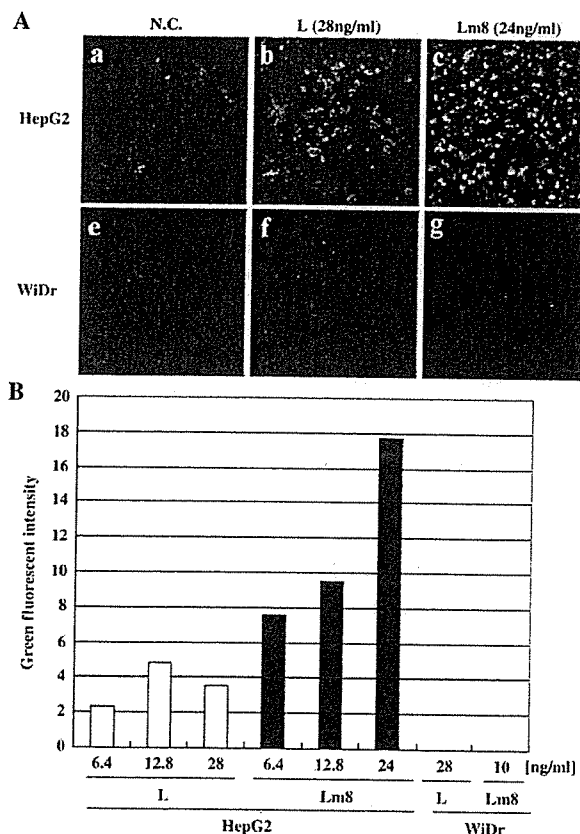 A
N.C. L (28ng/ml) Lm8 (24ng/ml)
a b c
HepG2
e f g
WiDr
B
20
18
16
14
12
10
8
6
4
2
0
Green fluorescent intensity
6.4 12.8 28 6.4 12.8 24 28 10 [ng/ml]
L Lm8 L Lm8
HepG2 WiDr